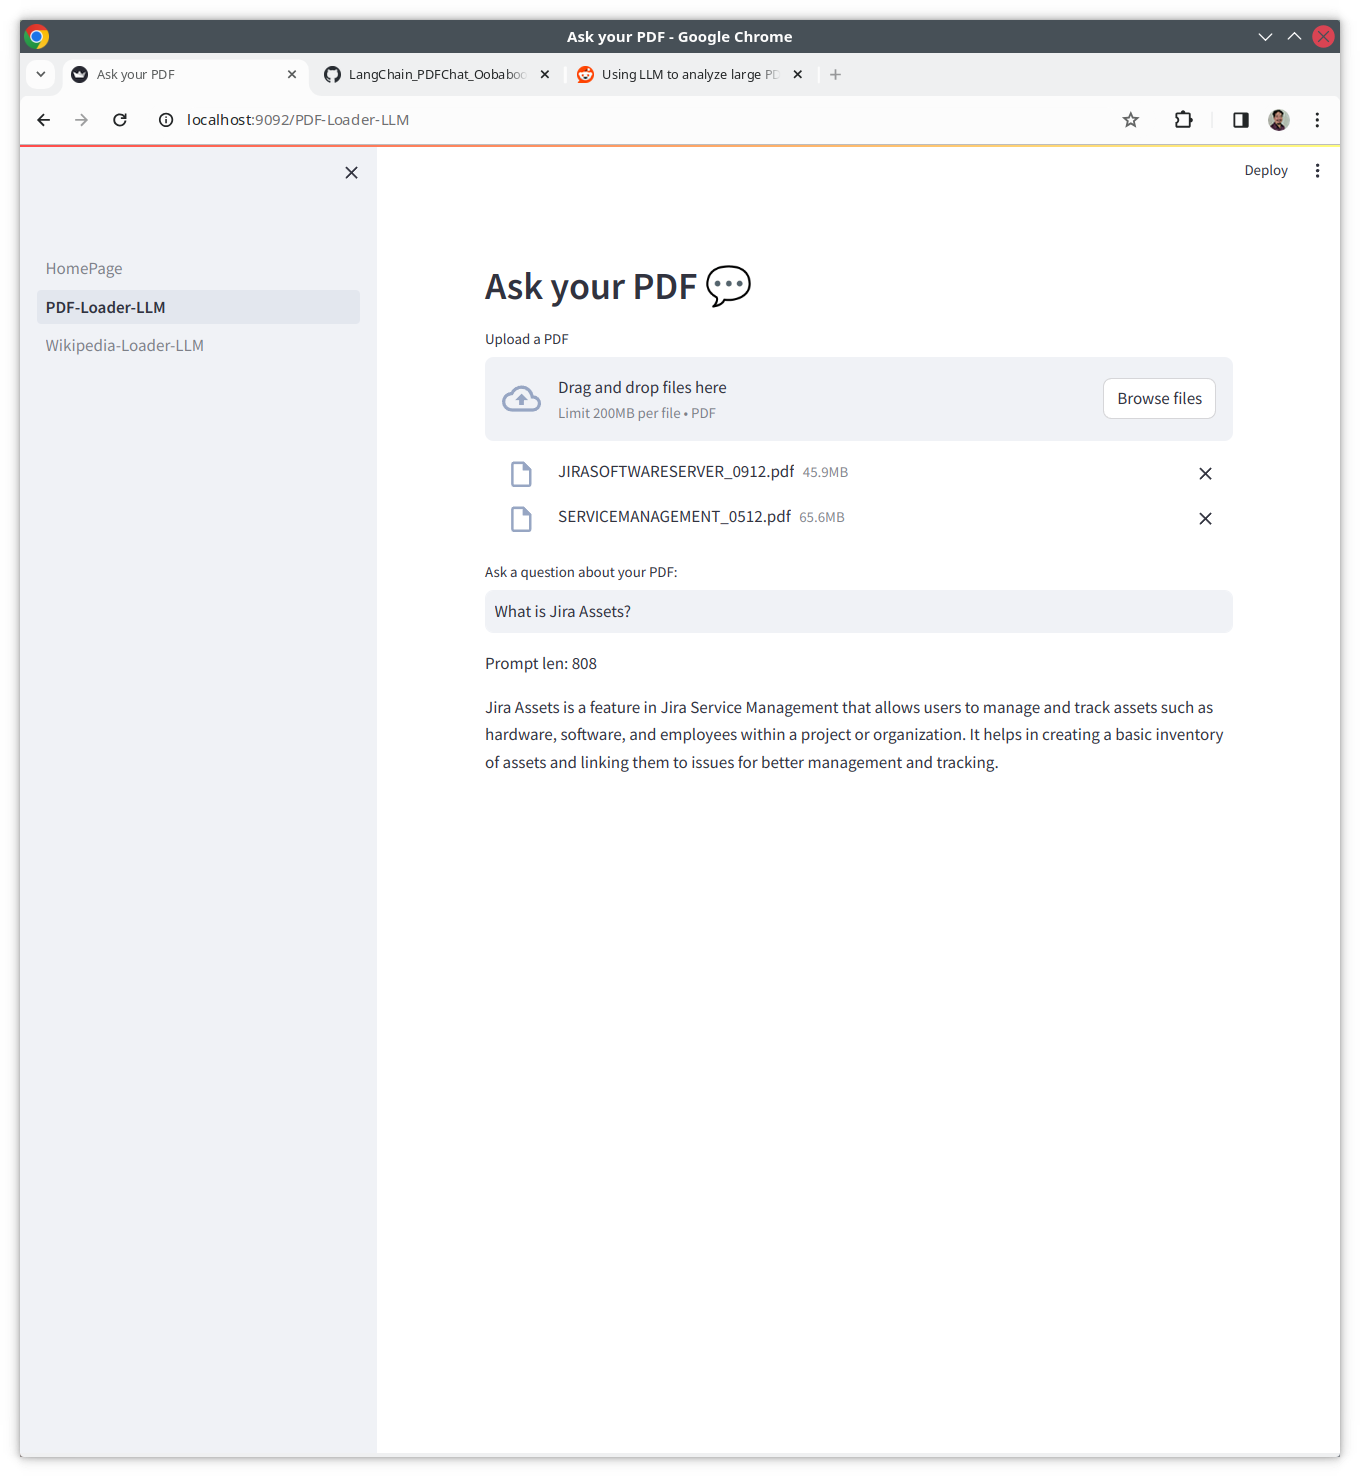 Ask your PDF - Google Chrome
Ask your PDF
LangChain_PDFChat_Oobaboo
Using LLM to analyze large PD
localhost:9092/PDF-Loader-LLM
Deploy
HomePage
PDF-Loader-LLM
Wikipedia-Loader-LLM
Ask your PDF 💬
Upload a PDF
Drag and drop files here
Limit 200MB per file • PDF
Browse files
JIRASOFTWARESERVER_0912.pdf 45.9MB
SERVICEMANAGEMENT_0512.pdf 65.6MB
Ask a question about your PDF:
What is Jira Assets?
Prompt len: 808
Jira Assets is a feature in Jira Service Management that allows users to manage and track assets such as
hardware, software, and employees within a project or organization. It helps in creating a basic inventory
of assets and linking them to issues for better management and tracking.